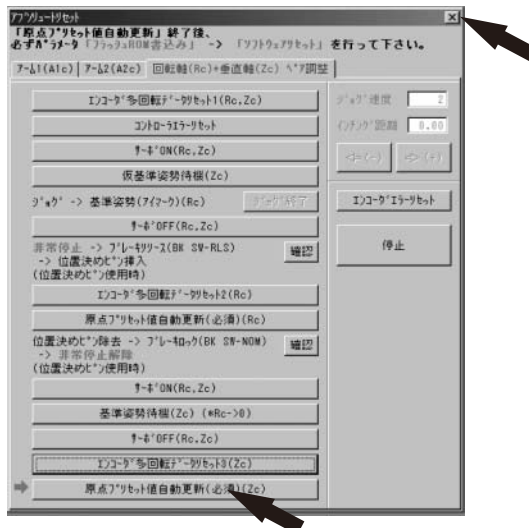 アブソリュートリセット
「原点プリセット値自動更新」終了後、
必ずパラメータ「フラッシュROM書込み」 -> 「ソフトウェアリセット」 を行って下さい。
アーム1(A1c) アーム2(A2c) 回転軸(Rc)+垂直軸(Zc) ペア調整
エンコーダ多回転データリセット1(Rc,Zc)
コントローラエラーリセット
サーボON(Rc,Zc)
仮基準姿勢待機(Zc)
ジョグ -> 基準姿勢(アイマーク)(Rc) ジョグ終了
サーボOFF(Rc,Zc)
非常停止 -> ブレーキリリース(BK SW-RLS)
-> 位置決めピン挿入
(位置決めピン使用時)
確認
エンコーダ多回転データリセット2(Rc)
原点プリセット値自動更新(必須)(Rc)
位置決めピン除去 -> ブレーキロック(BK SW-NOM)
-> 非常停止解除
(位置決めピン使用時)
確認
サーボON(Rc,Zc)
基準姿勢待機(Zc) (*Rc->0)
サーボOFF(Rc,Zc)
エンコーダ多回転データリセット3(Zc)
原点プリセット値自動更新(必須)(Zc)
ジョグ速度 2
インチング距離 0.00
<=(-) =>(+)
エンコーダエラーリセット
停止